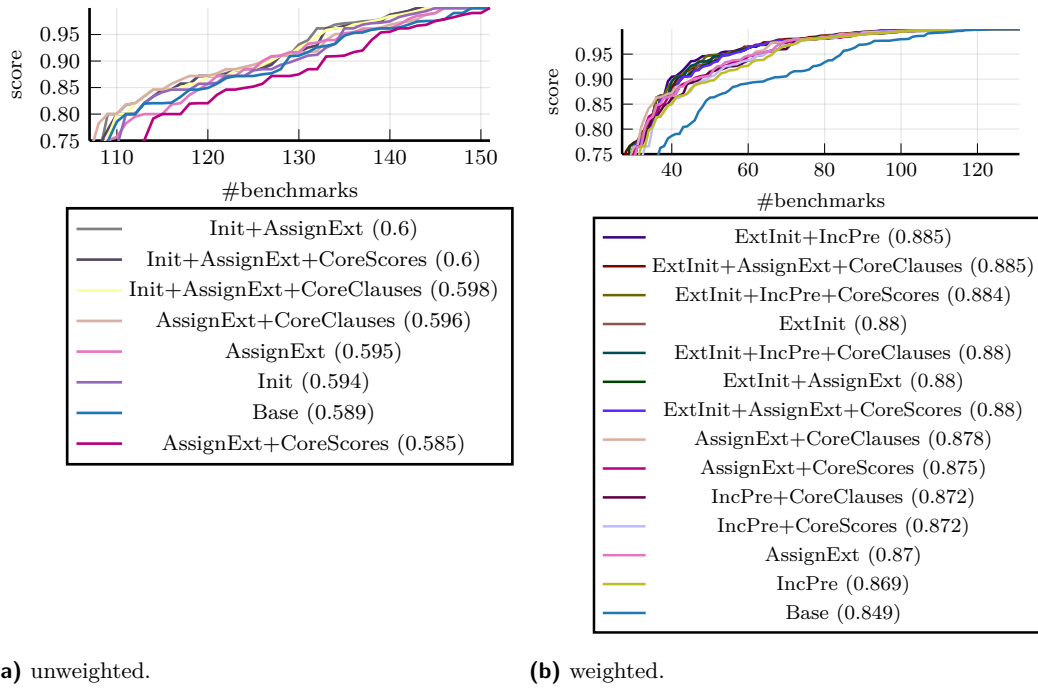 0.95
0.90
0.85
0.80
0.75
score
110
120
130
140
150
#benchmarks
Init+AssignExt (0.6)
Init+AssignExt+CoreScores (0.6)
Init+AssignExt+CoreClauses (0.598)
AssignExt+CoreClauses (0.596)
AssignExt (0.595)
Init (0.594)
Base (0.589)
AssignExt+CoreScores (0.585)
a) unweighted.
0.95
0.90
0.85
0.80
0.75
score
40
60
80
100
120
#benchmarks
ExtInit+IncPre (0.885)
ExtInit+AssignExt+CoreClauses (0.885)
ExtInit+IncPre+CoreScores (0.884)
ExtInit (0.88)
ExtInit+IncPre+CoreClauses (0.88)
ExtInit+AssignExt (0.88)
ExtInit+AssignExt+CoreScores (0.88)
AssignExt+CoreClauses (0.878)
AssignExt+CoreScores (0.875)
IncPre+CoreClauses (0.872)
IncPre+CoreScores (0.872)
AssignExt (0.87)
IncPre (0.869)
Base (0.849)
(b) weighted.